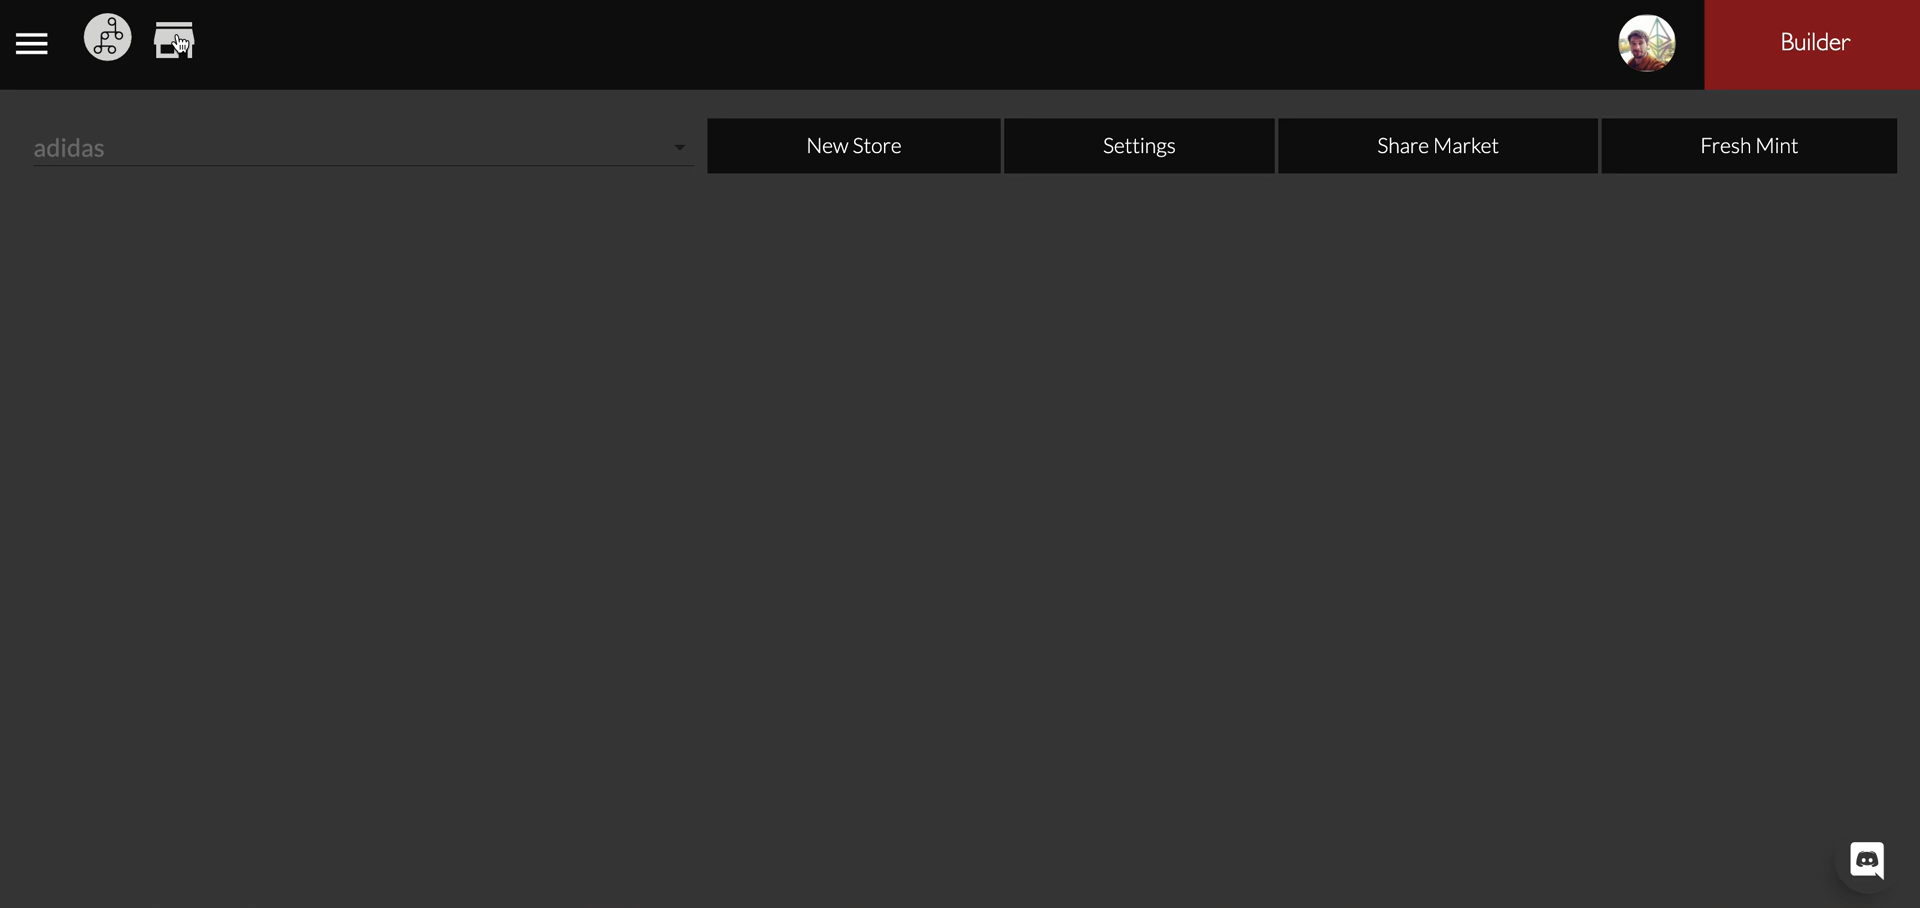 Builder
adidas
New Store
Settings
Share Market
Fresh Mint